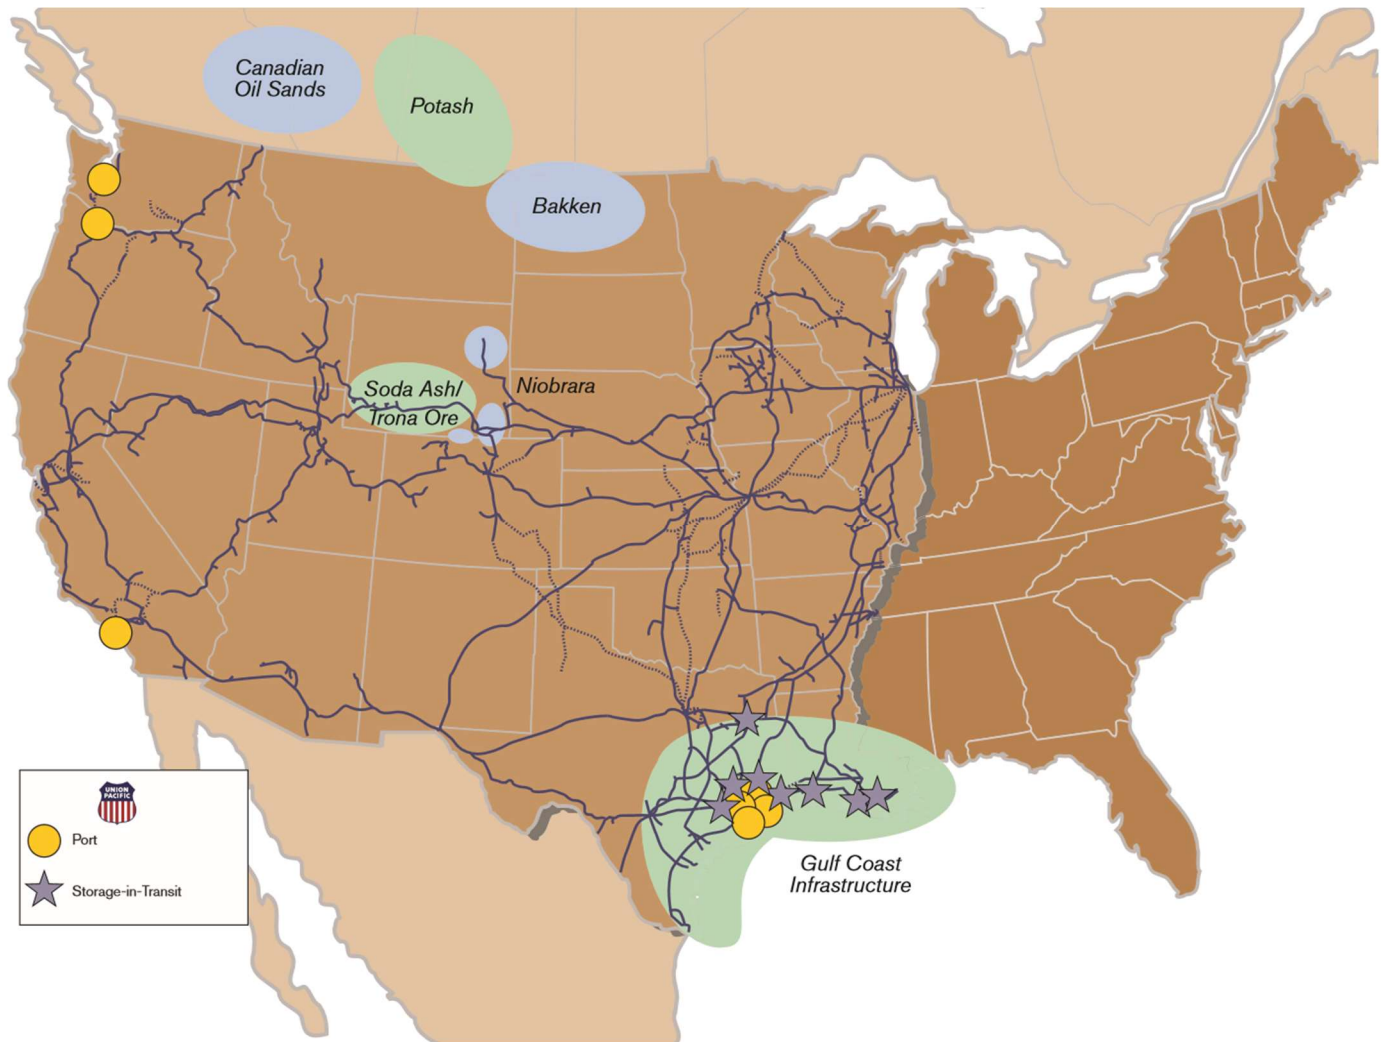 Canadian
Oil Sands
Potash
Bakken
Niobrara
Soda Ash/
Trona Ore
Gulf Coast
Infrastructure
UNION
PACIFIC
Port
Storage-in-Transit